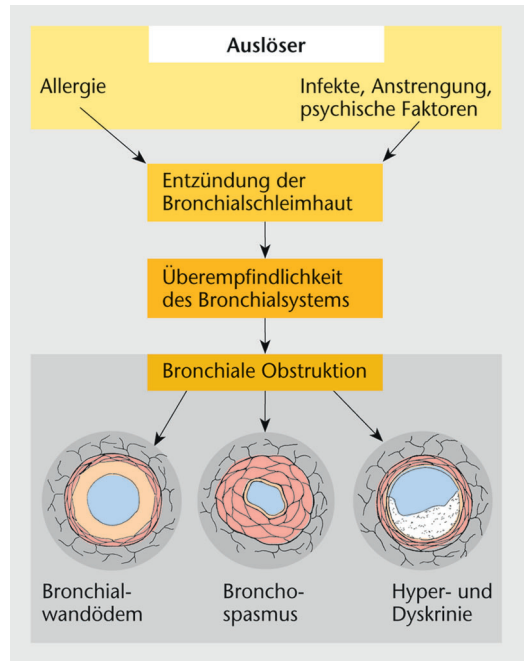 Auslöser
Allergie
Infekte, Anstrengung,
psychische Faktoren
Entzündung der
Bronchialschleimhaut
Überempfindlichkeit
des Bronchialsystems
Bronchiale Obstruktion
Bronchial-
wandödem
Broncho-
spasmus
Hyper- und
Dyskrinie